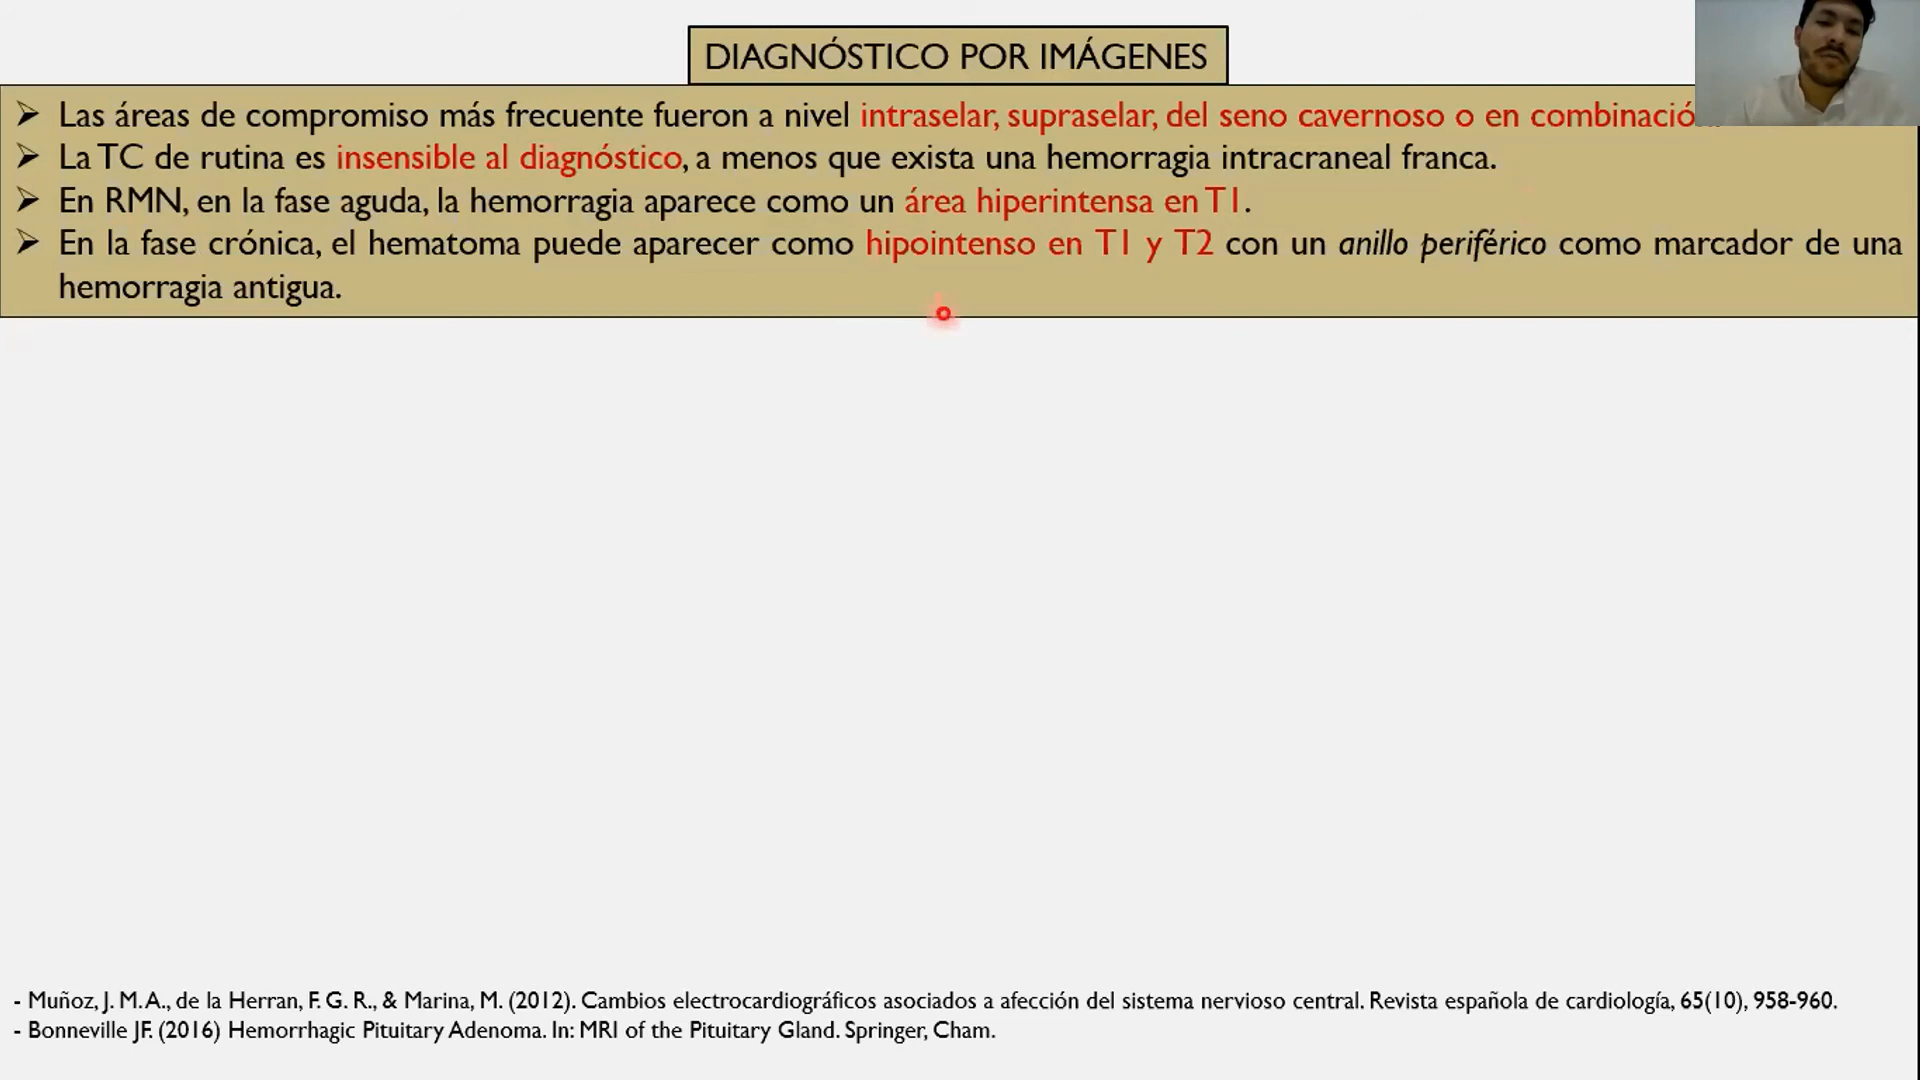 DIAGNÓSTICO POR IMÁGENES
➢ Las áreas de compromiso más frecuente fueron a nivel intraselar, supraselar, del seno cavernoso o en
➢ La TC de rutina es insensible al diagnóstico, a menos que exista una hemorragia intracraneal franca.
➢ En RMN, en la fase aguda, la hemorragia aparece como un área hiperintensa en T1.
➢ En la fase crónica, el hematoma puede aparecer como hipointenso en T1 y T2 con un anillo periférico como marcador de una
hemorragia antigua.
- Muñoz, J. M. A., de la Herran, F. G. R., & Marina, M. (2012). Cambios electrocardiográficos asociados a afección del sistema nervioso central. Revista española de cardiología, 65(10), 958-960.
- Bonneville JF. (2016) Hemorrhagic Pituitary Adenoma. In: MRI of the Pituitary Gland. Springer, Cham.